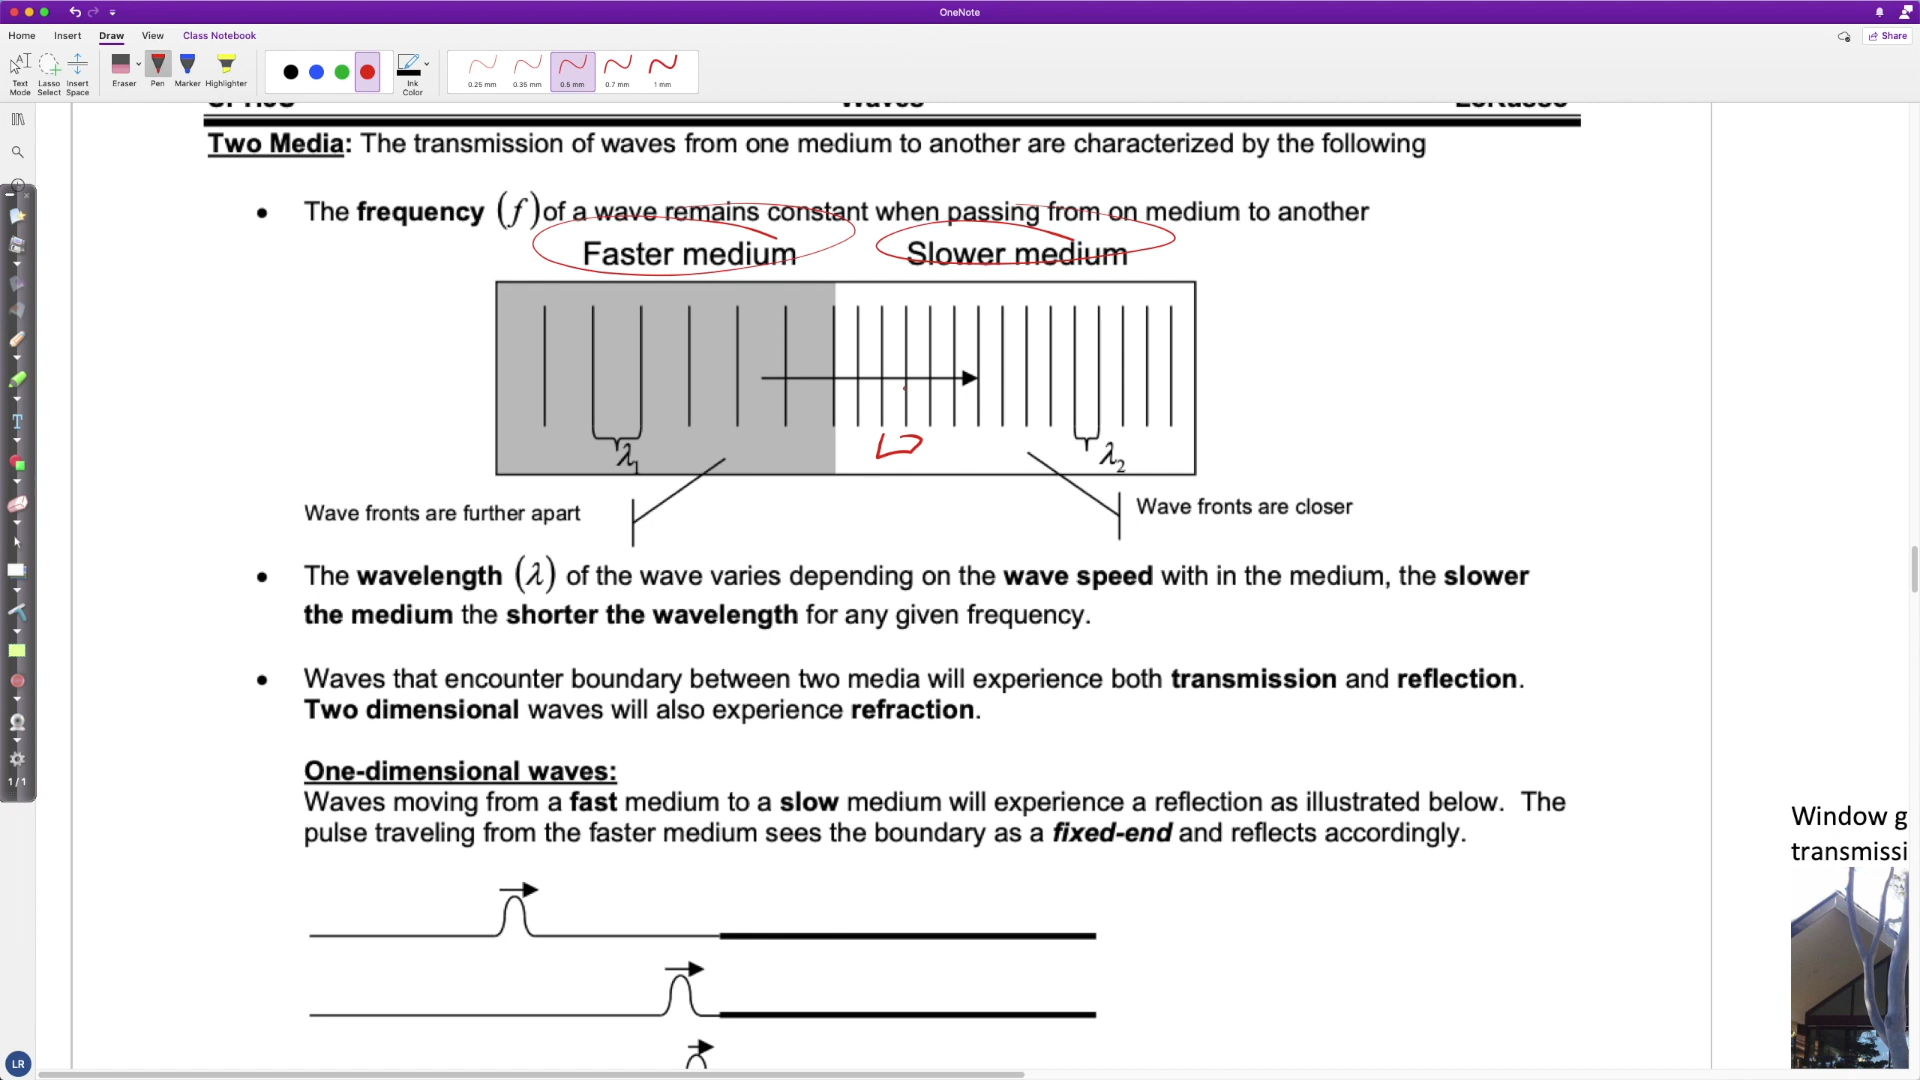 OneNote
Home Insert Draw View Class Notebook
Share
Text Mode
Lasso Select
Insert Space
Eraser
Pen
Marker
Highlighter
Ink Color
0.25 mm
0.35 mm
0.5 mm
0.7 mm
1 mm
Waves
Two Media: The transmission of waves from one medium to another are characterized by the following
• The frequency (f) of a wave remains constant when passing from on medium to another
Faster medium Slower medium
λ1 λ2
Wave fronts are further apart
Wave fronts are closer
• The wavelength (λ) of the wave varies depending on the wave speed with in the medium, the slower
the medium the shorter the wavelength for any given frequency.
• Waves that encounter boundary between two media will experience both transmission and reflection.
Two dimensional waves will also experience refraction.
One-dimensional waves:
Waves moving from a fast medium to a slow medium will experience a reflection as illustrated below. The
pulse traveling from the faster medium sees the boundary as a fixed-end and reflects accordingly.
Window g
transmissi
1 / 1
LR